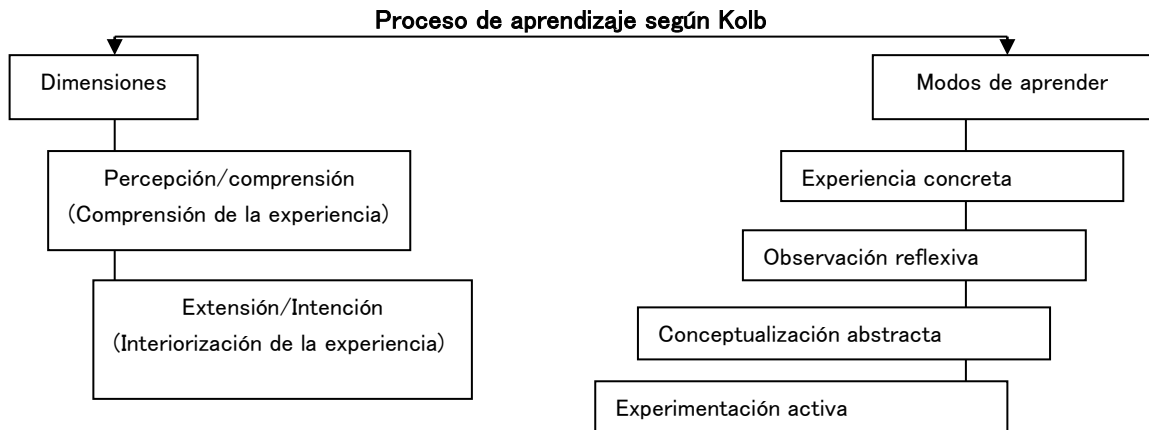 Proceso de aprendizaje según Kolb
Dimensiones
Percepción/comprensión
(Comprensión de la experiencia)
Extensión/Intención
(Interiorización de la experiencia)
Modos de aprender
Experiencia concreta
Observación reflexiva
Conceptualización abstracta
Experimentación activa